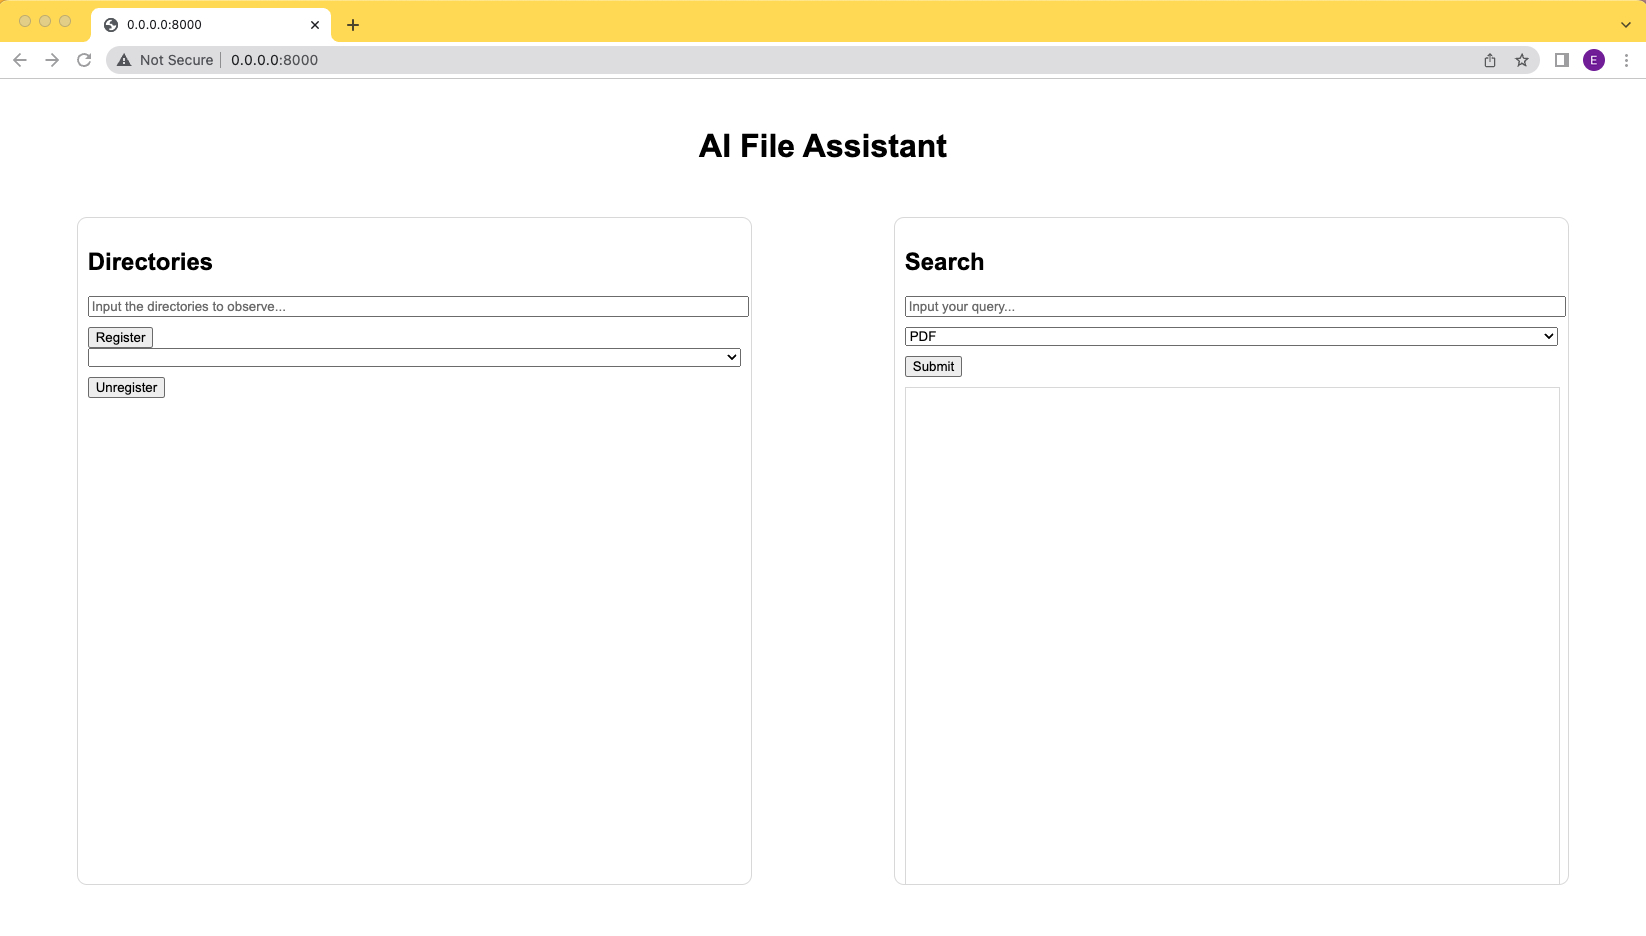 0.0.0.0:8000
Not Secure 0.0.0.0:8000
E
AI File Assistant
Directories
Input the directories to observe...
Register
Unregister
Search
Input your query...
PDF
Submit